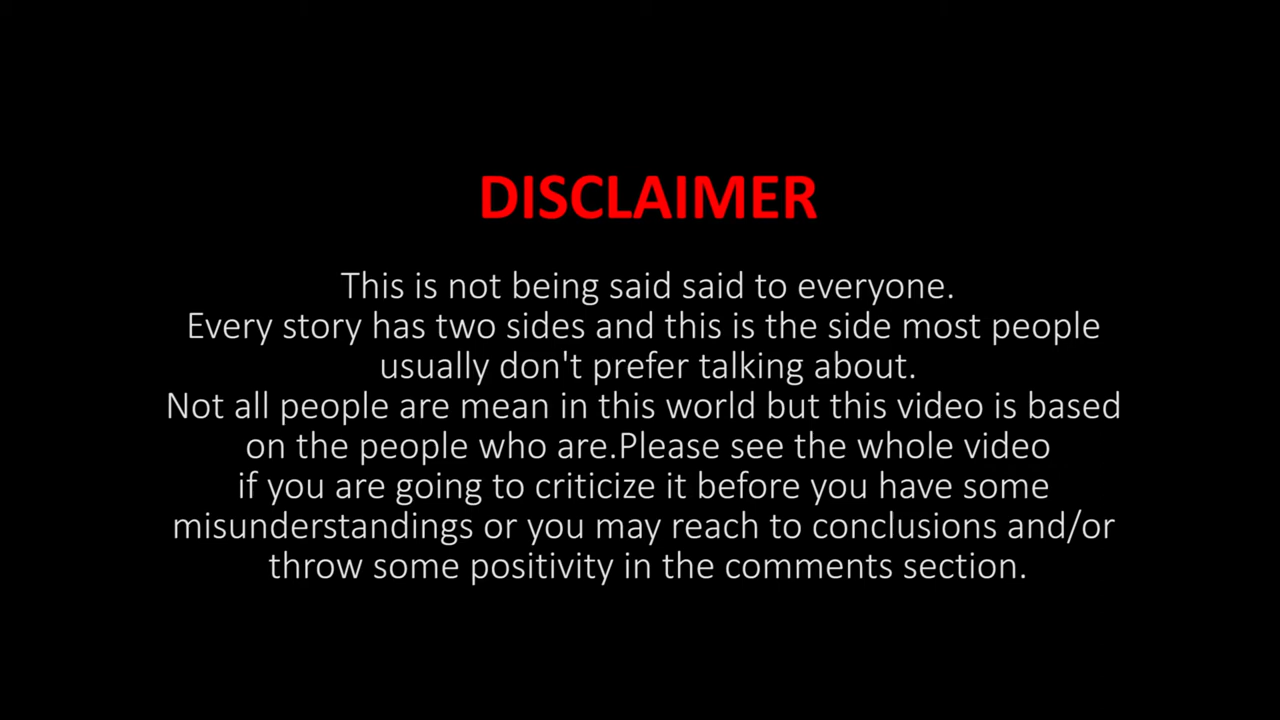 DISCLAIMER
This is not being said said to everyone.
Every story has two sides and this is the side most people
usually don't prefer talking about.
Not all people are mean in this world but this video is based
on the people who are.Please see the whole video
if you are going to criticize it before you have some
misunderstandings or you may reach to conclusions and/or
throw some positivity in the comments section.